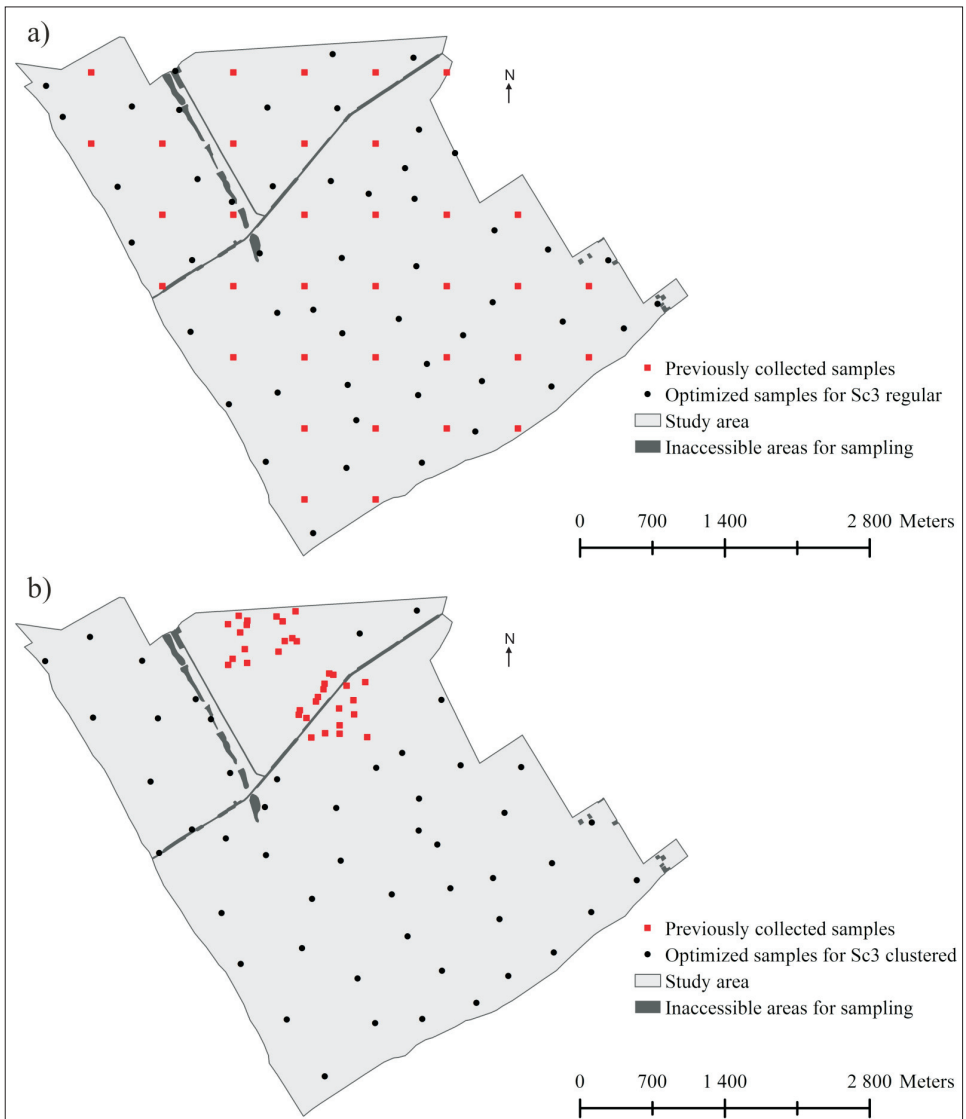 a)
N
Previously collected samples
Optimized samples for Sc3 regular
Study area
Inaccessible areas for sampling
0 700 1 400 2 800 Meters
b)
N
Previously collected samples
Optimized samples for Sc3 clustered
Study area
Inaccessible areas for sampling
0 700 1 400 2 800 Meters